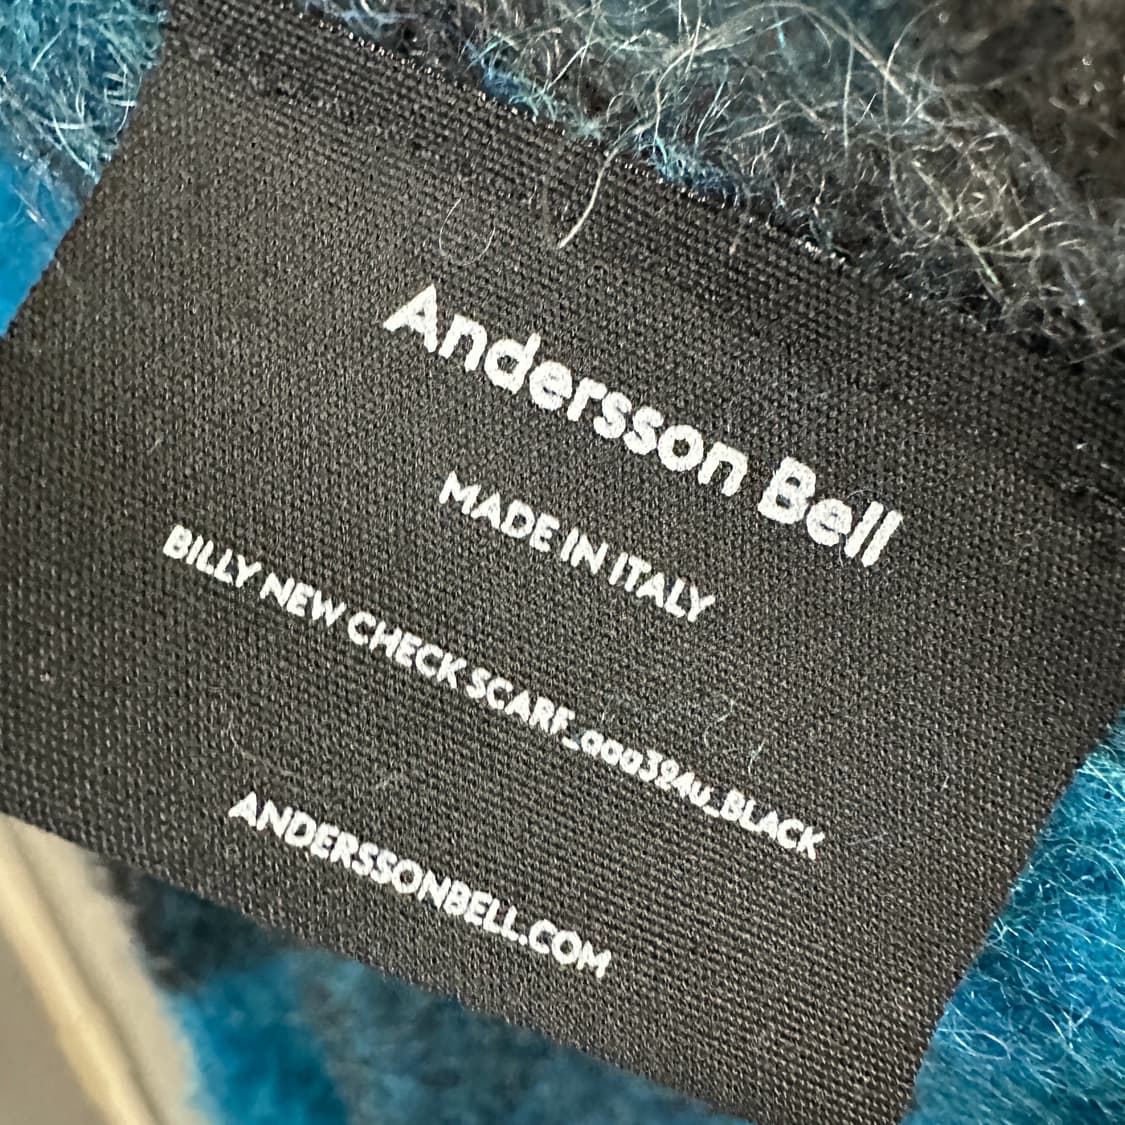 Andersson Bell
MADE IN ITALY
BILLY NEW CHECK SCARF_aaa394u_BLACK
ANDERSSONBELL.COM